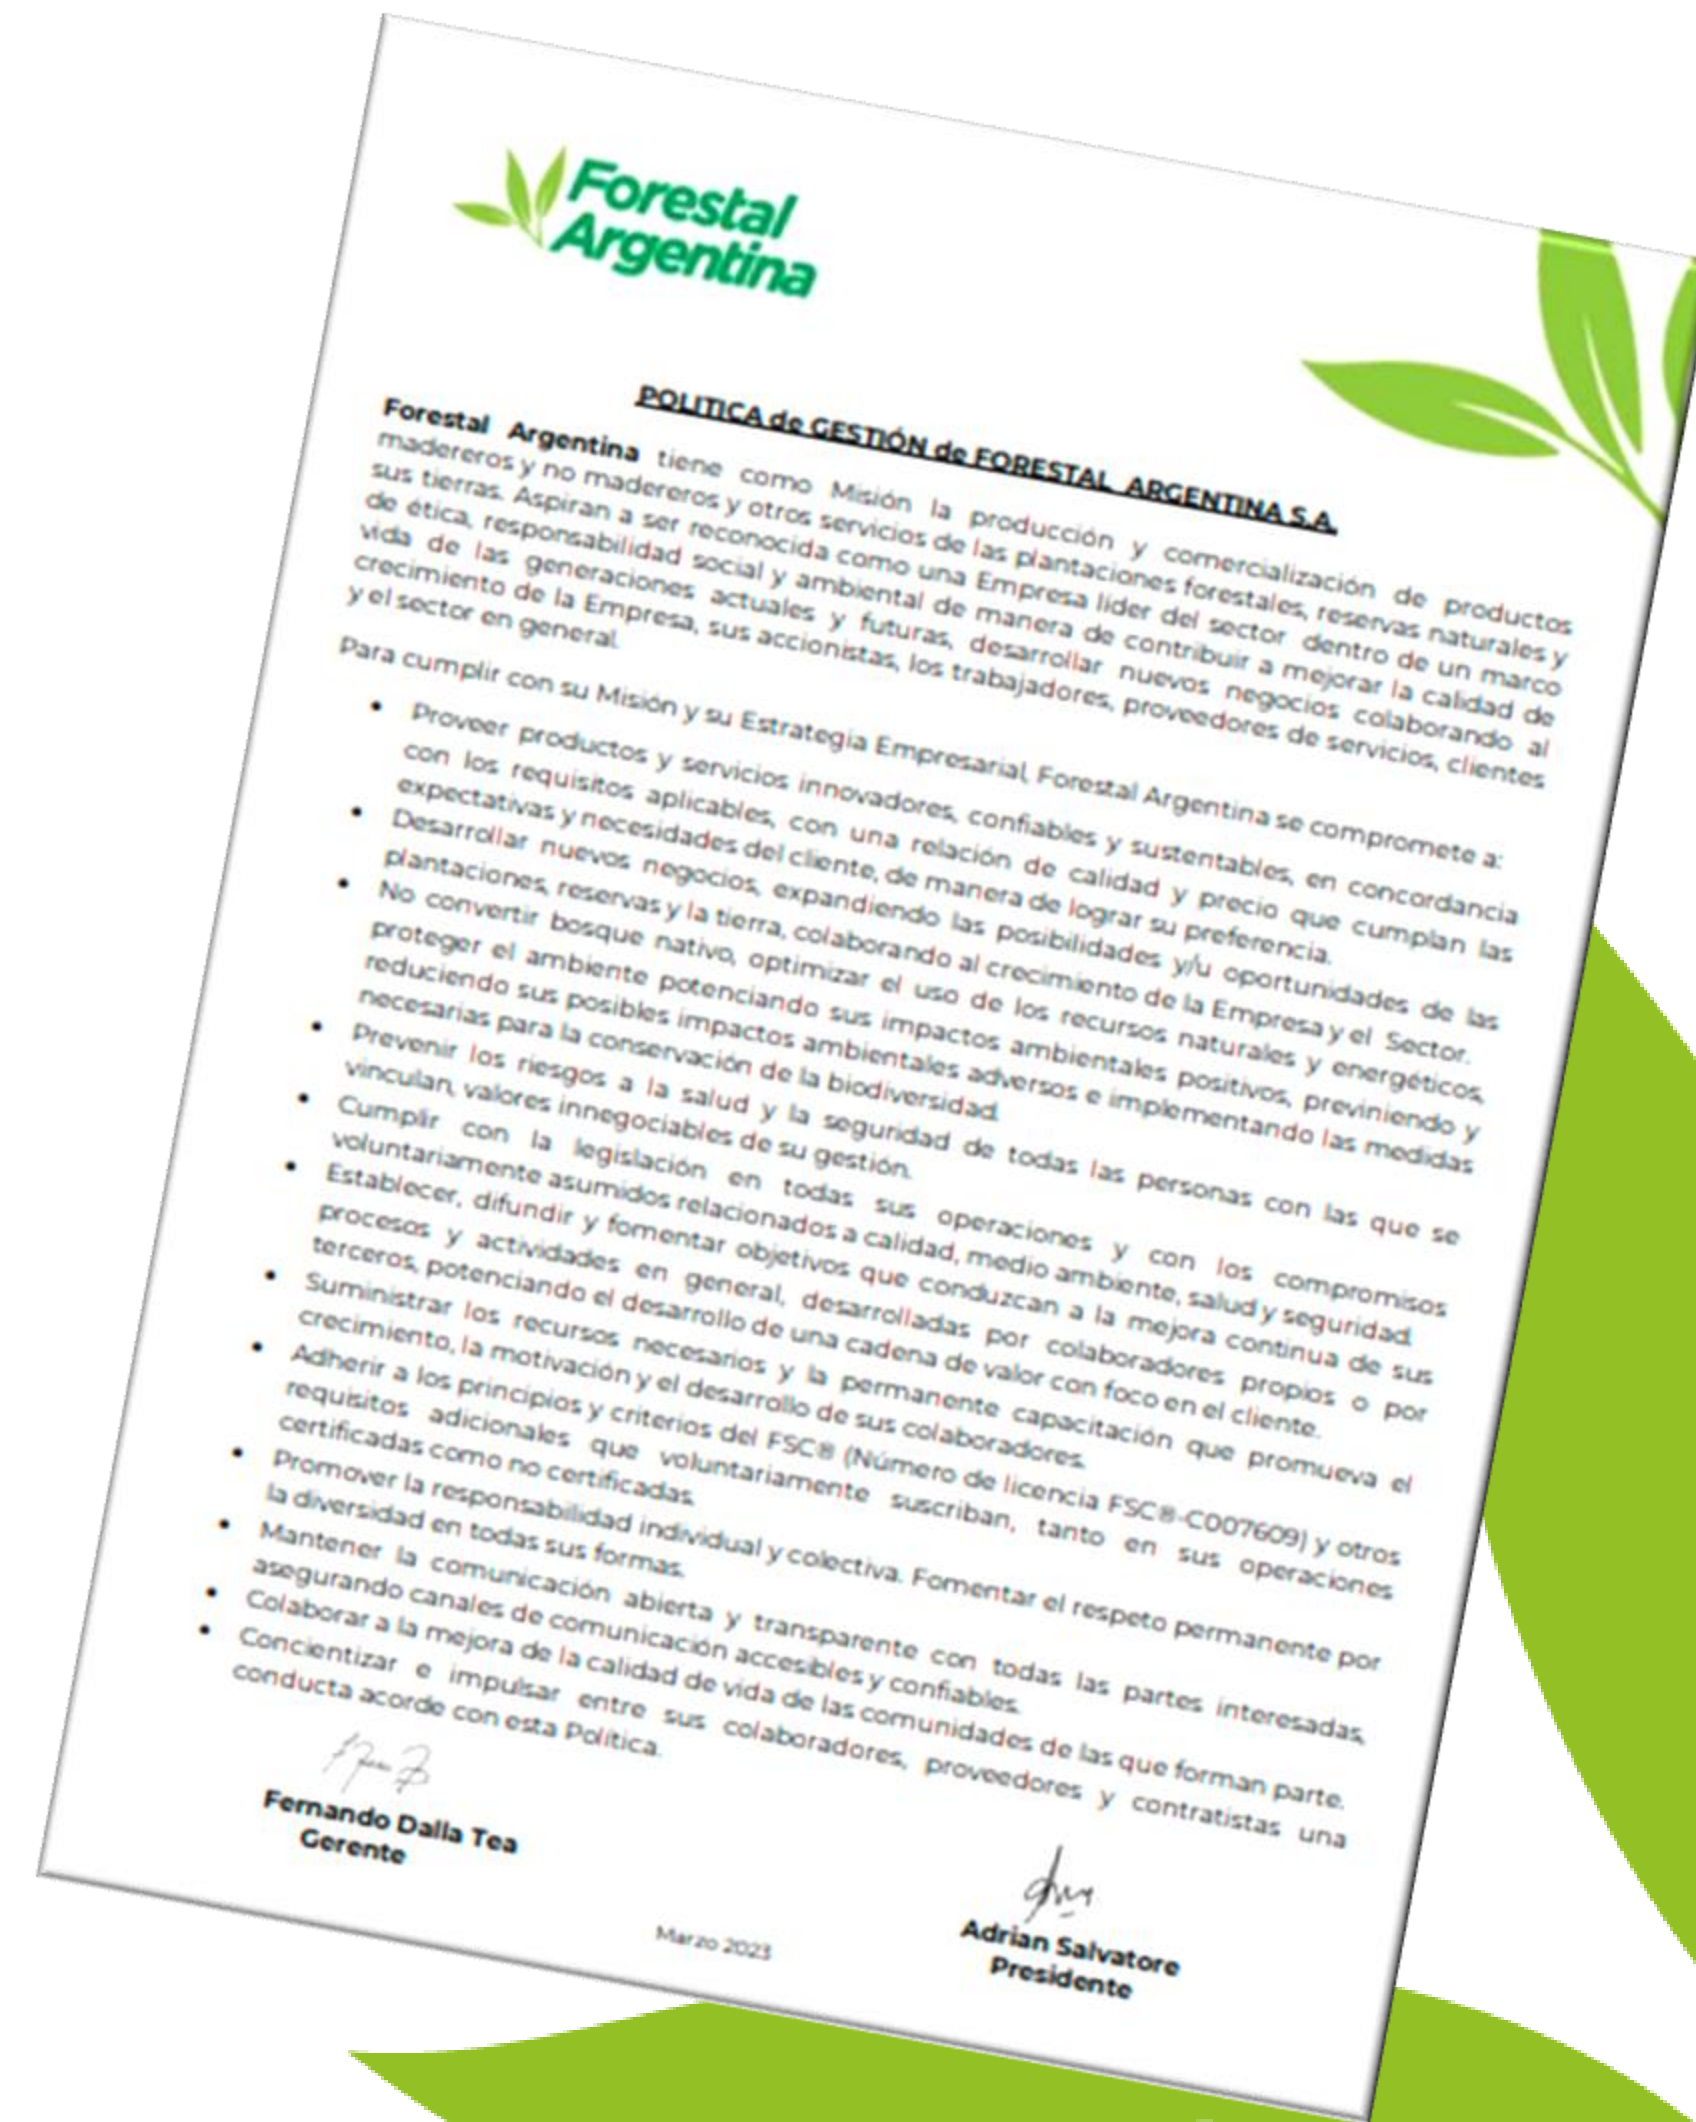 Forestal
Argentina
POLITICA de GESTIÓN de FORESTAL ARGENTINA S.A.
Forestal Argentina tiene como Misión la producción y comercialización de productos
madereros y no madereros y otros servicios de las plantaciones forestales, reservas naturales y
sus tierras. Aspiran a ser reconocida como una Empresa líder del sector dentro de un marco
de ética, responsabilidad social y ambiental de manera de contribuir a mejorar la calidad de
vida de las generaciones actuales y futuras, desarrollar nuevos negocios colaborando al
crecimiento de la Empresa, sus accionistas, los trabajadores, proveedores de servicios, clientes
y el sector en general.
Para cumplir con su Misión y su Estrategia Empresarial, Forestal Argentina se compromete a:
• Proveer productos y servicios innovadores, confiables y sustentables, en concordancia
con los requisitos aplicables, con una relación de calidad y precio que cumplan las
expectativas y necesidades del cliente, de manera de lograr su preferencia.
• Desarrollar nuevos negocios, expandiendo las posibilidades y/u oportunidades de las
plantaciones, reservas y la tierra, colaborando al crecimiento de la Empresa y el Sector.
• No convertir bosque nativo, optimizar el uso de los recursos naturales y energéticos,
proteger el ambiente potenciando sus impactos ambientales positivos, previniendo y
reduciendo sus posibles impactos ambientales adversos e implementando las medidas
necesarias para la conservación de la biodiversidad.
• Prevenir los riesgos a la salud y la seguridad de todas las personas con las que se
vinculan, valores innegociables de su gestión.
• Cumplir con la legislación en todas sus operaciones y con los compromisos
voluntariamente asumidos relacionados a calidad, medio ambiente, salud y seguridad.
• Establecer, difundir y fomentar objetivos que conduzcan a la mejora continua de sus
procesos y actividades en general, desarrolladas por colaboradores propios o por
terceros, potenciando el desarrollo de una cadena de valor con foco en el cliente.
• Suministrar los recursos necesarios y la permanente capacitación que promueva el
crecimiento, la motivación y el desarrollo de sus colaboradores.
• Adherir a los principios y criterios del FSC® (Número de licencia FSC®-C007609) y otros
requisitos adicionales que voluntariamente suscriban, tanto en sus operaciones
certificadas como no certificadas.
• Promover la responsabilidad individual y colectiva. Fomentar el respeto permanente por
la diversidad en todas sus formas.
• Mantener la comunicación abierta y transparente con todas las partes interesadas,
asegurando canales de comunicación accesibles y confiables.
• Colaborar a la mejora de la calidad de vida de las comunidades de las que forman parte.
• Concientizar e impulsar entre sus colaboradores, proveedores y contratistas una
conducta acorde con esta Política.
Fernando Dalla Tea
Gerente
Adrian Salvatore
Presidente
Marzo 2023